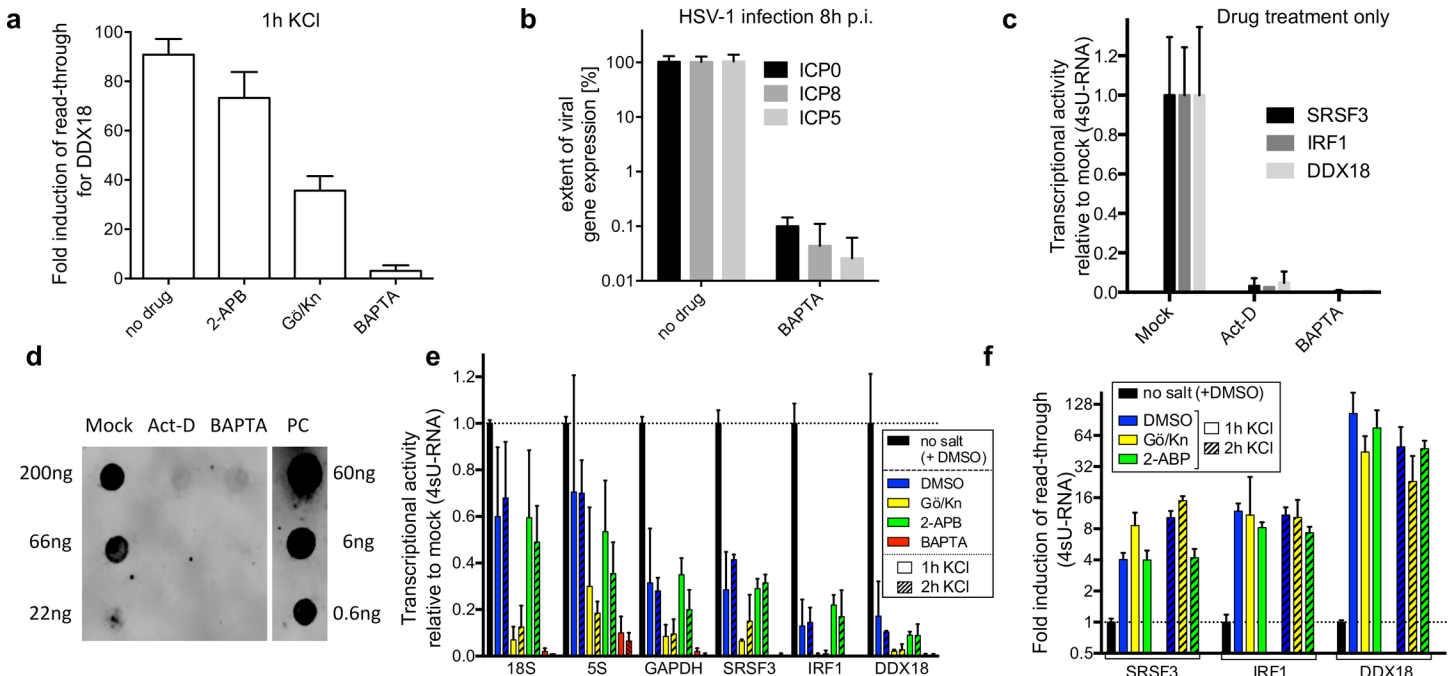 a
1h KCl
Fold induction of read-through
for DDX18
100
80
60
40
20
0
no drug
2-APB
Gö/Kn
BAPTA
b
HSV-1 infection 8h p.i.
extent of viral
gene expression [%]
100
10
1
0.1
0.01
ICP0
ICP8
ICP5
no drug
BAPTA
c
Drug treatment only
Transcriptional activity
relative to mock (4sU-RNA)
1.2
1.0
0.8
0.6
0.4
0.2
0.0
SRSF3
IRF1
DDX18
Mock
Act-D
BAPTA
d
Mock Act-D BAPTA PC
200ng 60ng
66ng 6ng
22ng 0.6ng
e
Transcriptional activity
relative to mock (4sU-RNA)
1.2
1.0
0.8
0.6
0.4
0.2
0.0
no salt
(+ DMSO)
DMSO
Gö/Kn
2-APB
BAPTA
1h KCl
2h KCl
18S 5S GAPDH SRSF3 IRF1 DDX18
f
Fold induction of read-through
(4sU-RNA)
128
64
32
16
8
4
2
1
0.5
no salt (+DMSO)
DMSO
Gö/Kn
2-ABP
1h KCl
2h KCl
SRSF3 IRF1 DDX18